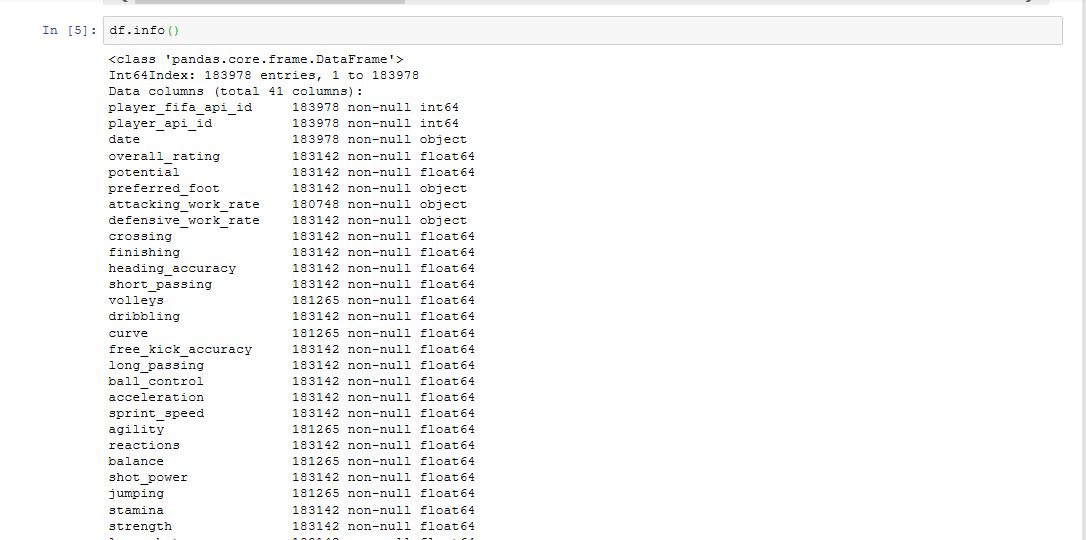 In [5]: df.info()
<class 'pandas.core.frame.DataFrame'>
Int64Index: 183978 entries, 1 to 183978
Data columns (total 41 columns):
player_fifa_api_id     183978 non-null int64
player_api_id          183978 non-null int64
date                   183978 non-null object
overall_rating         183142 non-null float64
potential              183142 non-null float64
preferred_foot         183142 non-null object
attacking_work_rate    180748 non-null object
defensive_work_rate    183142 non-null object
crossing               183142 non-null float64
finishing              183142 non-null float64
heading_accuracy       183142 non-null float64
short_passing          183142 non-null float64
volleys                181265 non-null float64
dribbling              183142 non-null float64
curve                  181265 non-null float64
free_kick_accuracy     183142 non-null float64
long_passing           183142 non-null float64
ball_control           183142 non-null float64
acceleration           183142 non-null float64
sprint_speed           183142 non-null float64
agility                181265 non-null float64
reactions              183142 non-null float64
balance                181265 non-null float64
shot_power             183142 non-null float64
jumping                181265 non-null float64
stamina                183142 non-null float64
strength               183142 non-null float64